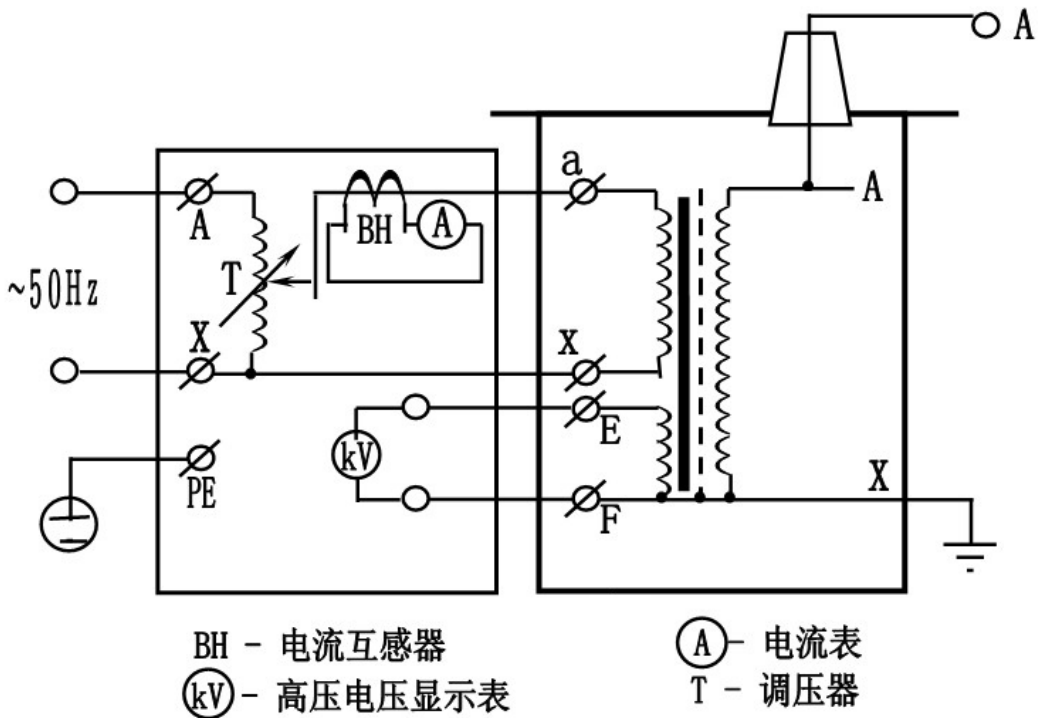 A
a
A
A
BH
A
T
~50Hz
X
x
E
kV
PE
F
X
BH - 电流互感器
A - 电流表
kV - 高压电压显示表
T - 调压器